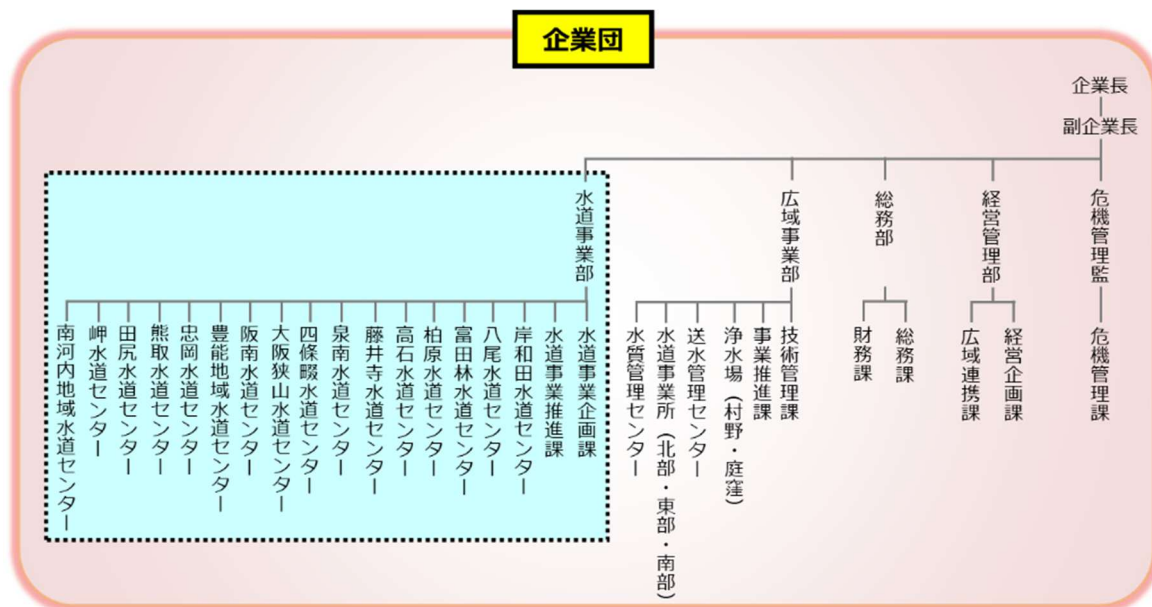 企業団
企業長
副企業長
危機管理監
危機管理課
経営管理部
経営企画課
広域連携課
総務部
総務課
財務課
広域事業部
技術管理課
事業推進課
浄水場（村野・庭窪）
送水管理センター
水道事業所（北部・東部・南部）
水質管理センター
水道事業部
水道事業企画課
水道事業推進課
岸和田水道センター
八尾水道センター
富田林水道センター
柏原水道センター
高石水道センター
藤井寺水道センター
泉南水道センター
四條畷水道センター
大阪狭山水道センター
阪南水道センター
豊能地域水道センター
忠岡水道センター
熊取水道センター
田尻水道センター
岬水道センター
南河内地域水道センター